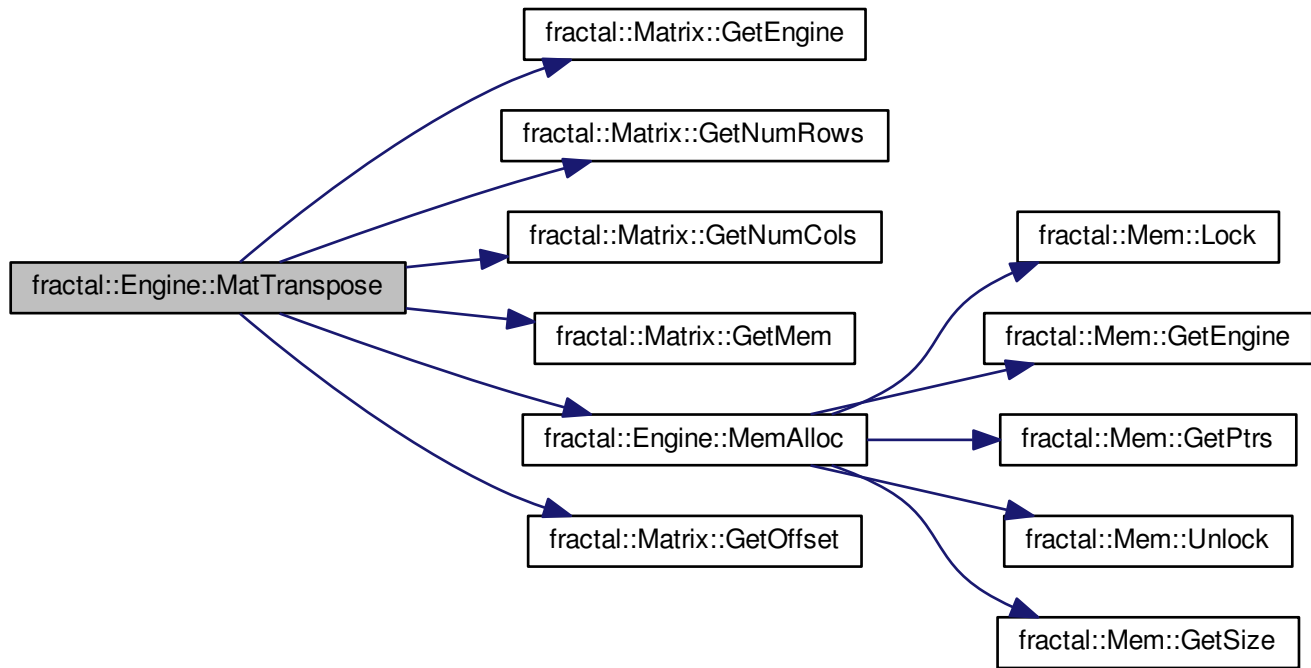 fractal::Engine::MatTranspose
fractal::Matrix::GetEngine
fractal::Matrix::GetNumRows
fractal::Matrix::GetNumCols
fractal::Matrix::GetMem
fractal::Engine::MemAlloc
fractal::Matrix::GetOffset
fractal::Mem::Lock
fractal::Mem::GetEngine
fractal::Mem::GetPtrs
fractal::Mem::Unlock
fractal::Mem::GetSize